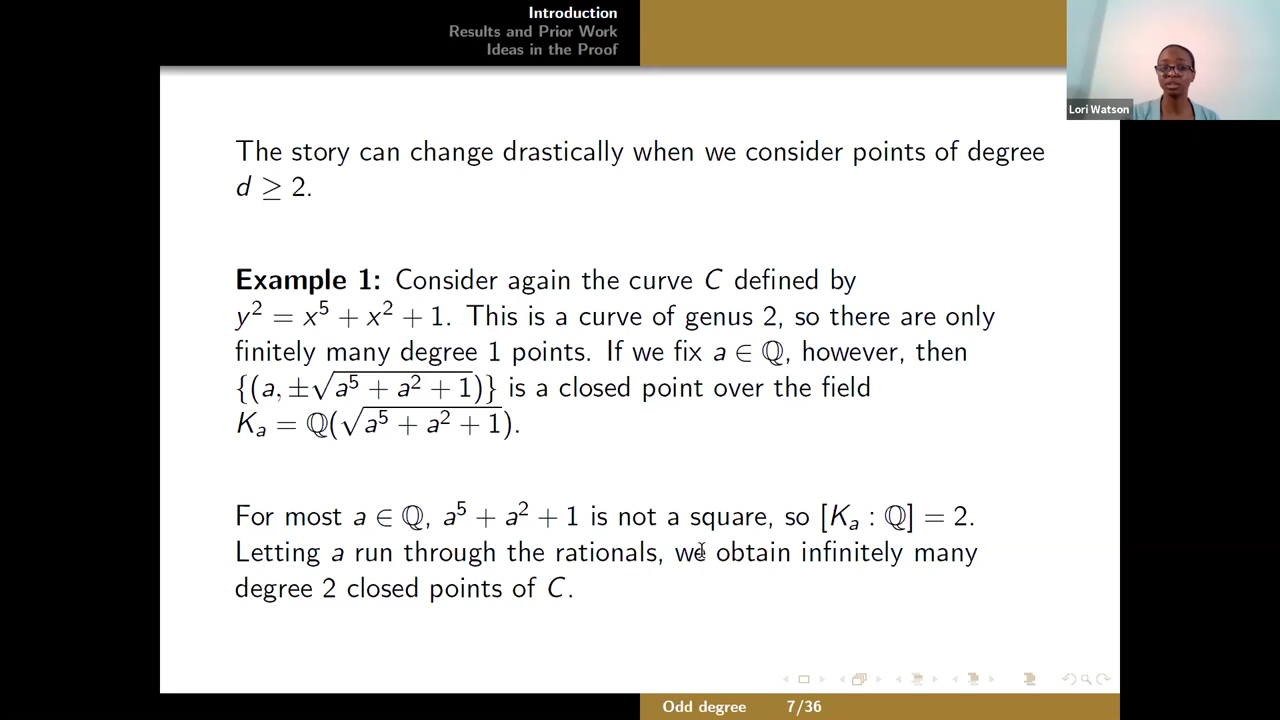 Introduction
Results and Prior Work
Ideas in the Proof
Lori Watson
The story can change drastically when we consider points of degree
d ≥ 2.
Example 1: Consider again the curve C defined by
y² = x⁵ + x² + 1. This is a curve of genus 2, so there are only
finitely many degree 1 points. If we fix a ∈ ℚ, however, then
{(a, ±√(a⁵ + a² + 1))} is a closed point over the field
Kₐ = ℚ(√(a⁵ + a² + 1)).
For most a ∈ ℚ, a⁵ + a² + 1 is not a square, so [Kₐ : ℚ] = 2.
Letting a run through the rationals, we obtain infinitely many
degree 2 closed points of C.
Odd degree 7/36